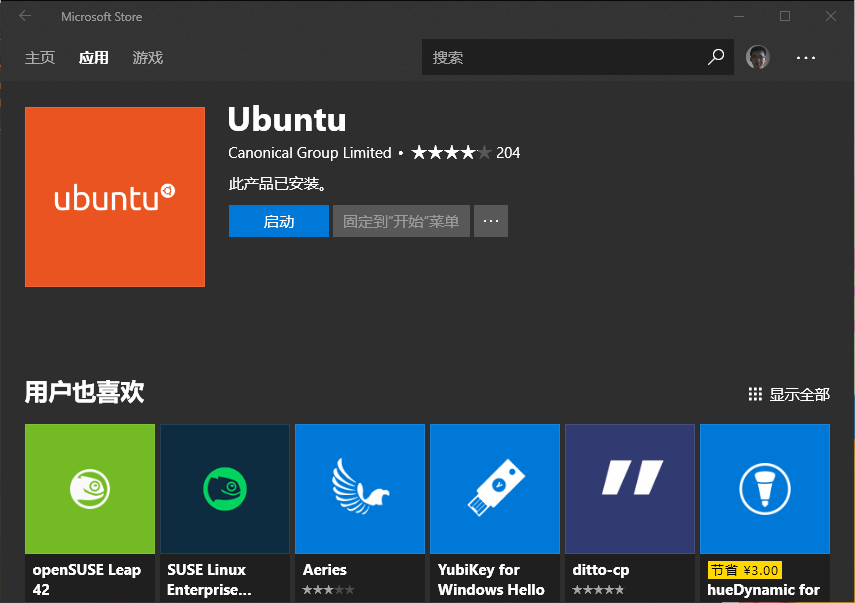 Microsoft Store
主页 应用 游戏 搜索
ubuntu
Ubuntu
Canonical Group Limited • 204
此产品已安装。
启动 固定到"开始"菜单 ...
用户也喜欢 显示全部
openSUSE Leap 42
SUSE Linux Enterprise...
Aeries
YubiKey for Windows Hello
ditto-cp
节省 ¥3.00
hueDynamic for